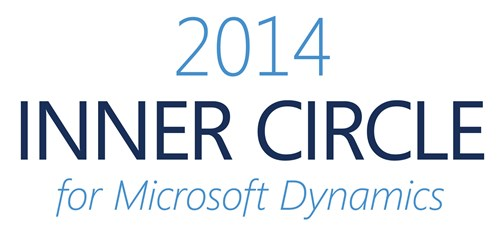 2014
INNER CIRCLE
for Microsoft Dynamics